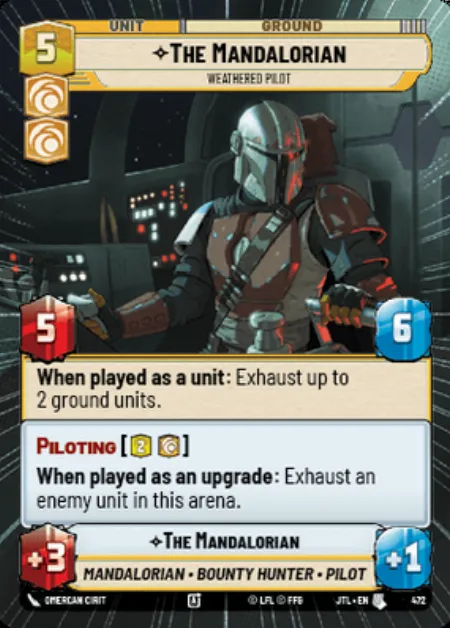 UNIT GROUND
5
✧THE MANDALORIAN
WEATHERED PILOT
5 6
When played as a unit: Exhaust up to
2 ground units.
PILOTING [2 ]
When played as an upgrade: Exhaust an
enemy unit in this arena.
✧THE MANDALORIAN
+3 +1
MANDALORIAN • BOUNTY HUNTER • PILOT
OMERCAN CIRIT © LFL © FFG JTL • EN 472